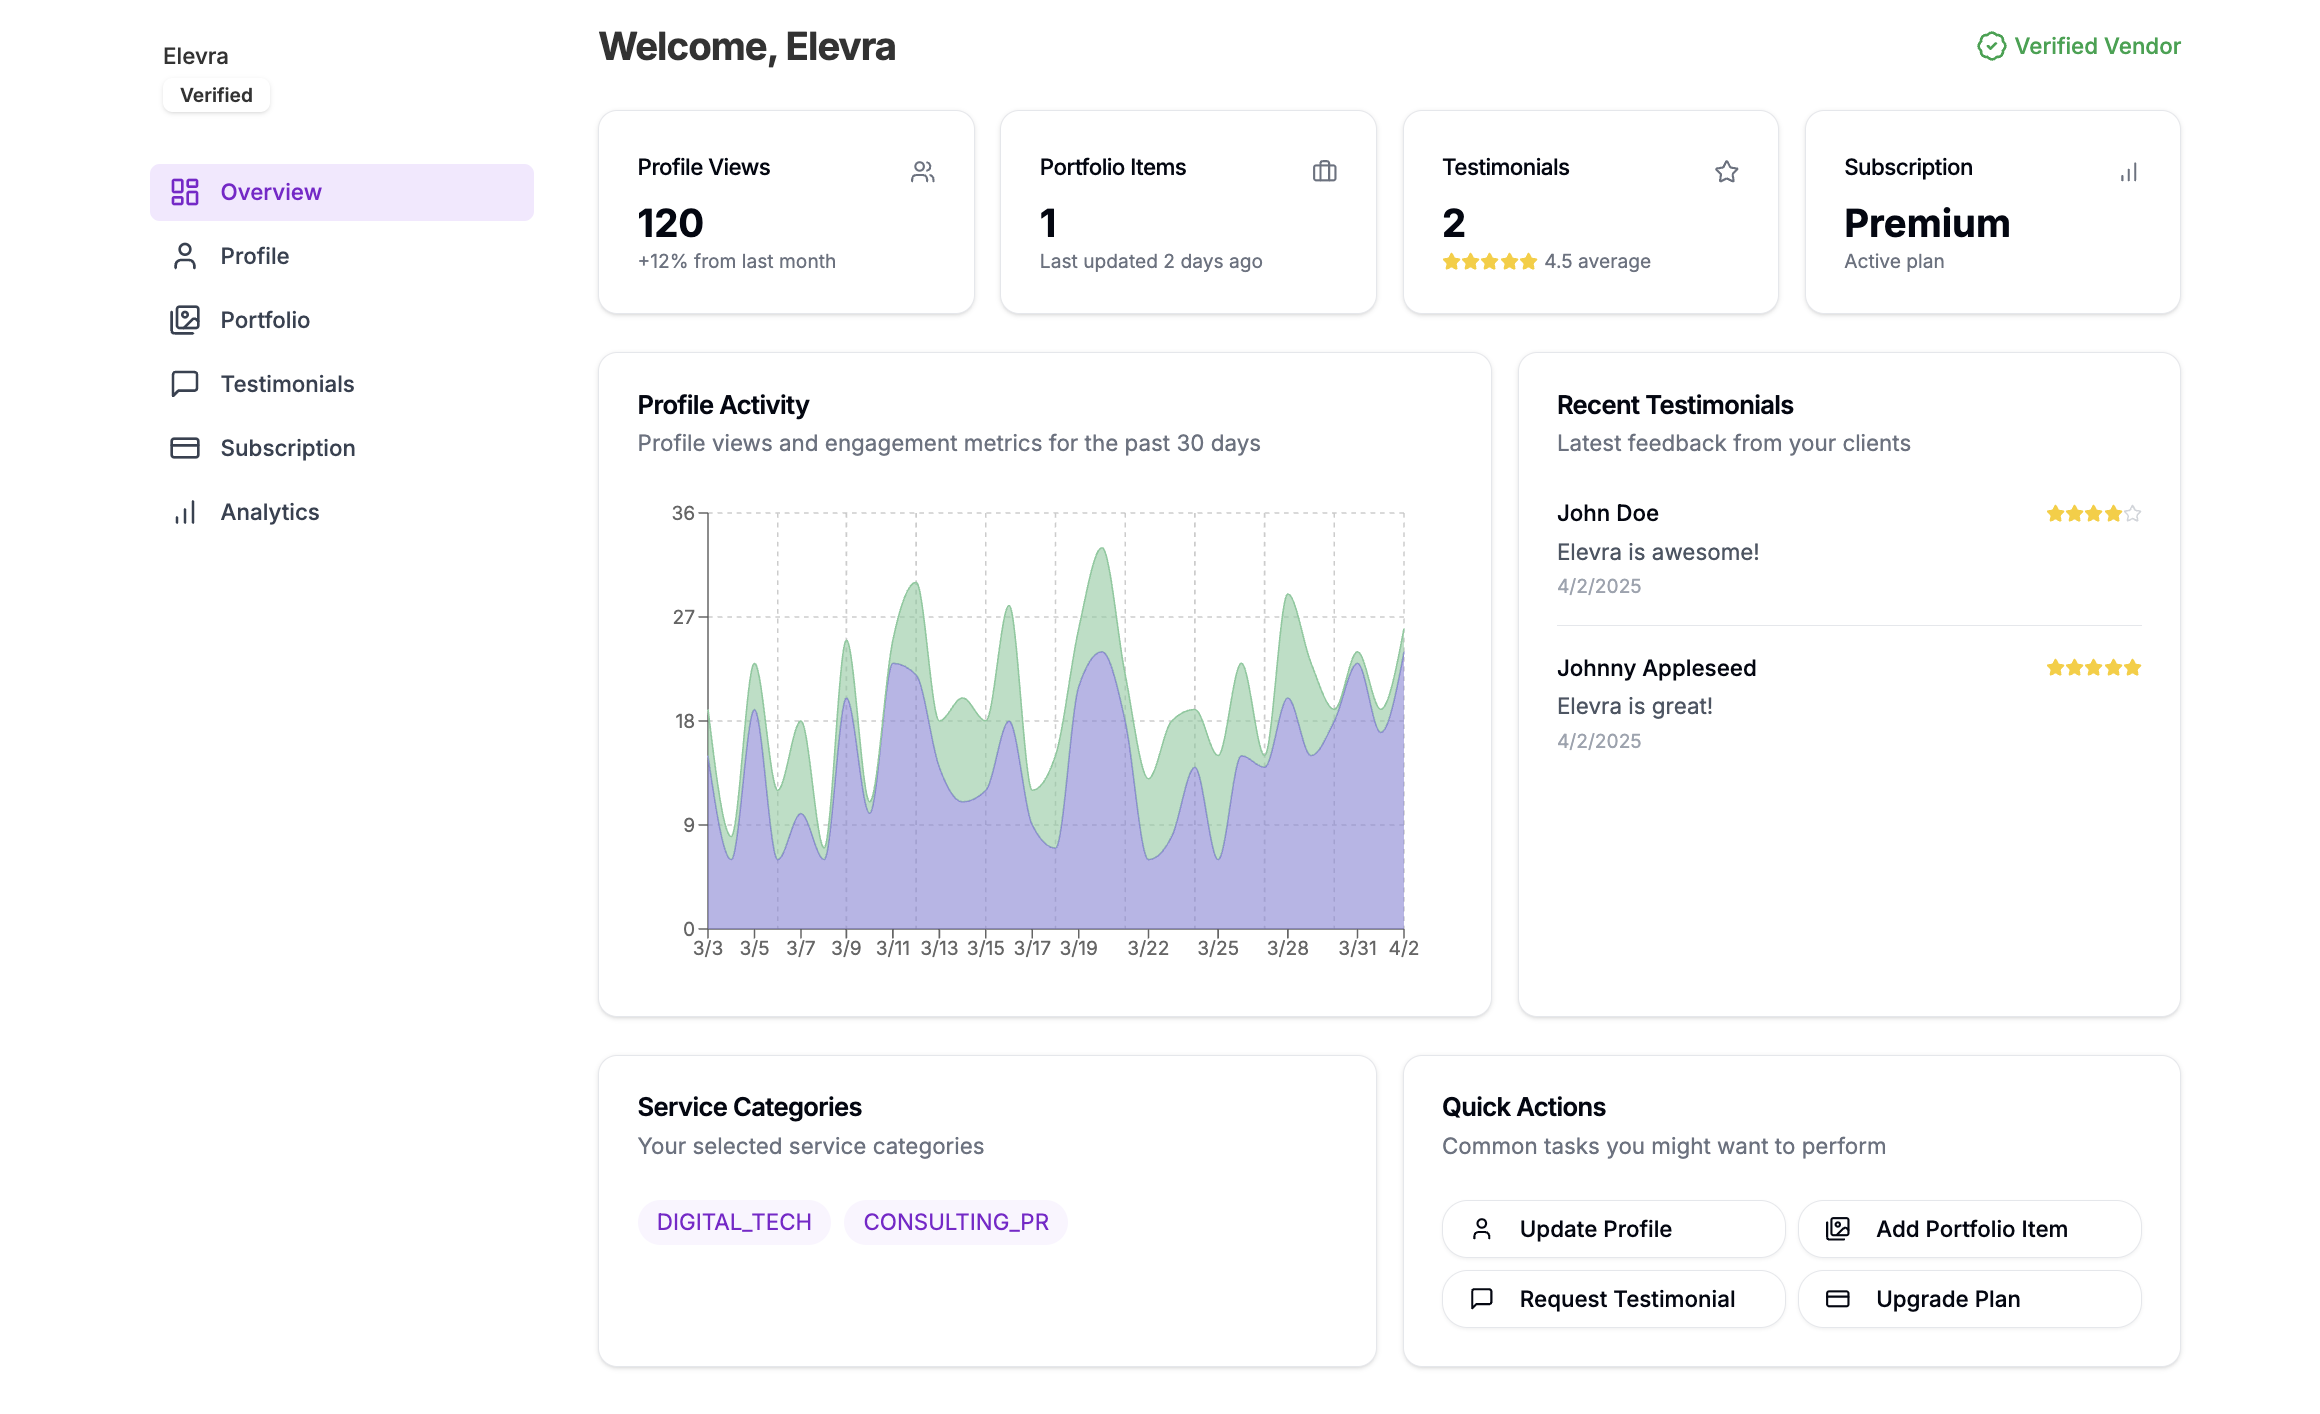 Elevra
Verified
Overview
Profile
Portfolio
Testimonials
Subscription
Analytics
Welcome, Elevra
Verified Vendor
Profile Views
120
+12% from last month
Portfolio Items
1
Last updated 2 days ago
Testimonials
2
4.5 average
Subscription
Premium
Active plan
Profile Activity
Profile views and engagement metrics for the past 30 days
36
27
18
9
0
3/3 3/5 3/7 3/9 3/11 3/13 3/15 3/17 3/19 3/22 3/25 3/28 3/31 4/2
Recent Testimonials
Latest feedback from your clients
John Doe
Elevra is awesome!
4/2/2025
Johnny Appleseed
Elevra is great!
4/2/2025
Service Categories
Your selected service categories
DIGITAL_TECH CONSULTING_PR
Quick Actions
Common tasks you might want to perform
Update Profile
Add Portfolio Item
Request Testimonial
Upgrade Plan